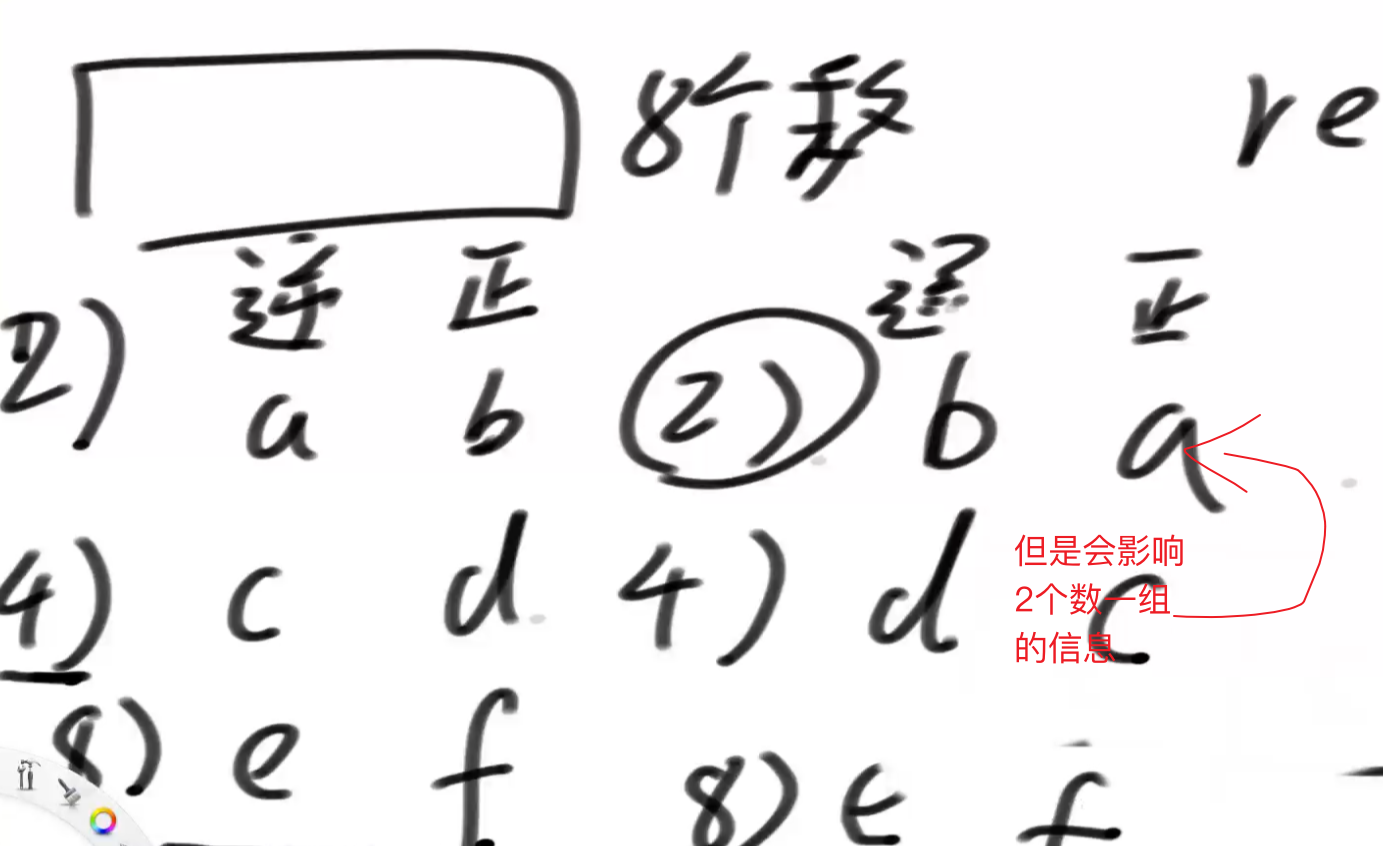 8个移 re
逆 正 逆 正
2) a b 2) b a
但是会影响
2个数一组
的信息
4) c d 4) d c
8) e f 8) e f